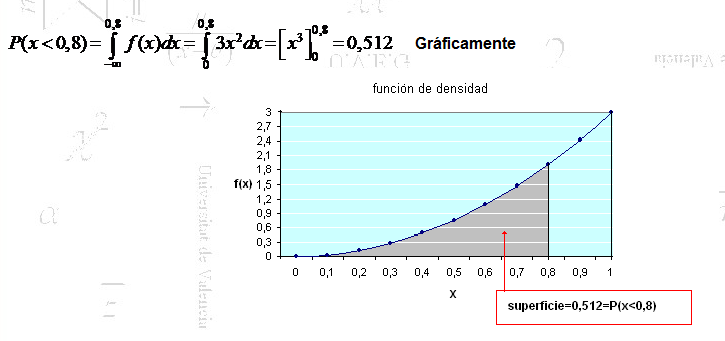 P(x<0,8) = ∫_{-∞}^{0,8} f(x)dx = ∫_{0}^{0,8} 3x²dx = [x³]_{0}^{0,8} = 0,512 Gráficamente
función de densidad
3
2,7
2,4
2,1
1,8
1,5
1,2
0,9
0,6
0,3
0
f(x)
0 0,1 0,2 0,3 0,4 0,5 0,6 0,7 0,8 0,9 1
X
superficie=0,512=P(x<0,8)
Universitat de Valencia